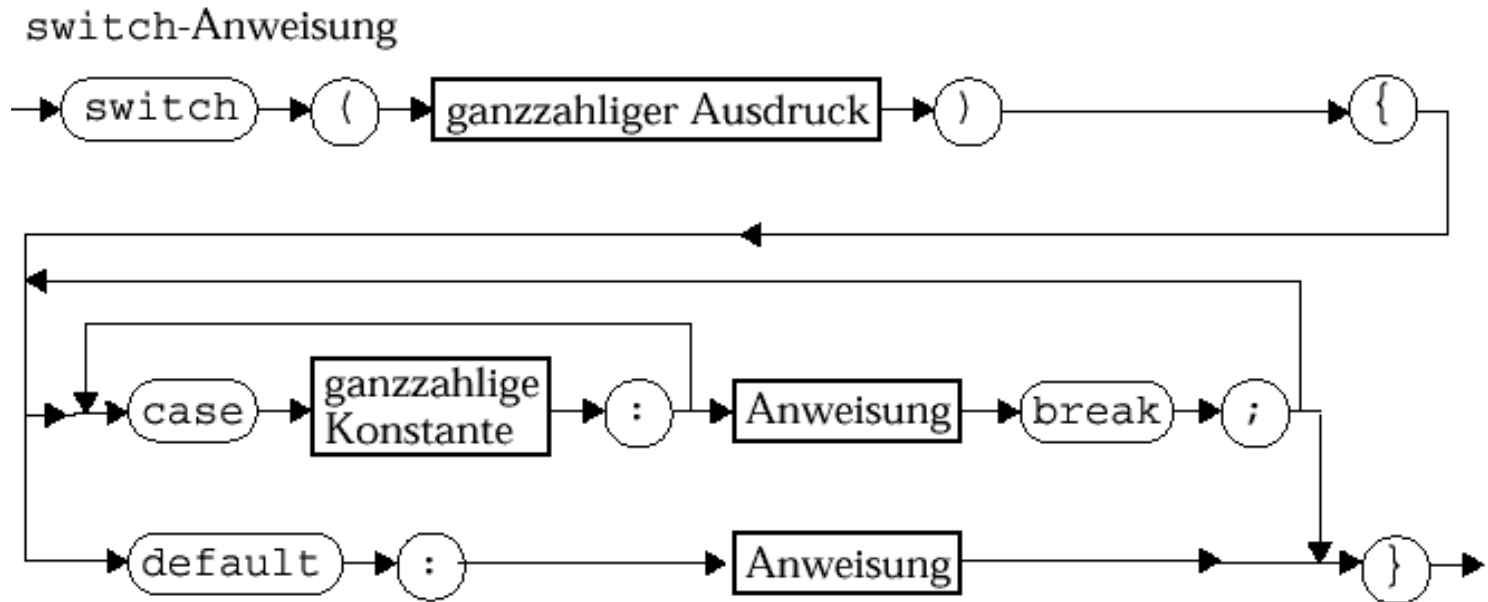 switch-Anweisung
switch ( ganzzahliger Ausdruck ) {
case ganzzahlige Konstante : Anweisung break ;
default : Anweisung }